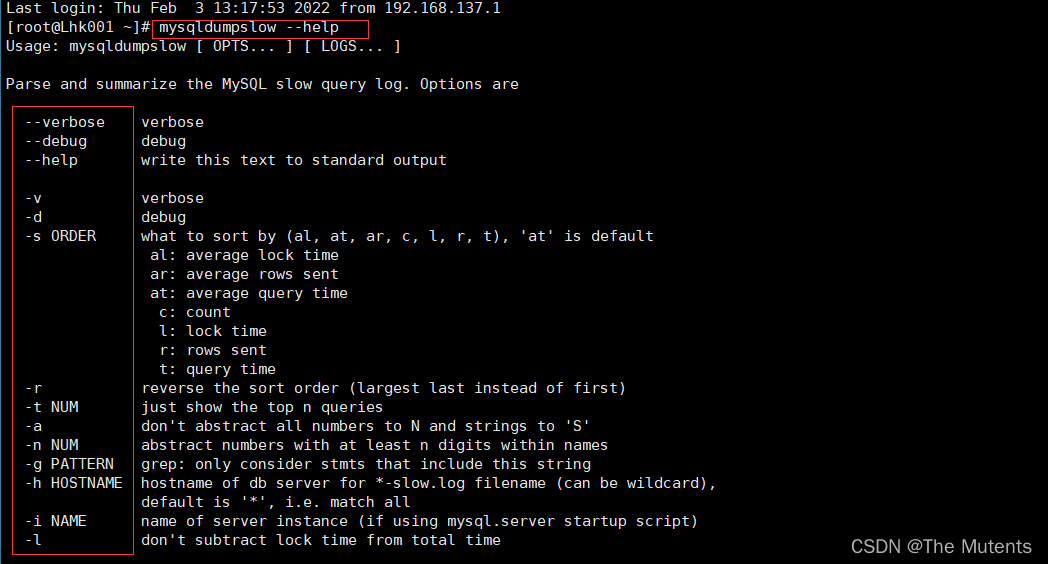 Last login: Thu Feb  3 13:17:53 2022 from 192.168.137.1
[root@Lhk001 ~]# mysqldumpslow --help
Usage: mysqldumpslow [ OPTS... ] [ LOGS... ]

Parse and summarize the MySQL slow query log. Options are

  --verbose    verbose
  --debug      debug
  --help       write this text to standard output

  -v           verbose
  -d           debug
  -s ORDER     what to sort by (al, at, ar, c, l, r, t), 'at' is default
                al: average lock time
                ar: average rows sent
                at: average query time
                 c: count
                 l: lock time
                 r: rows sent
                 t: query time
  -r           reverse the sort order (largest last instead of first)
  -t NUM       just show the top n queries
  -a           don't abstract all numbers to N and strings to 'S'
  -n NUM       abstract numbers with at least n digits within names
  -g PATTERN   grep: only consider stmts that include this string
  -h HOSTNAME  hostname of db server for *-slow.log filename (can be wildcard),
               default is '*', i.e. match all
  -i NAME      name of server instance (if using mysql.server startup script)
  -l           don't subtract lock time from total time
CSDN @The Mutents